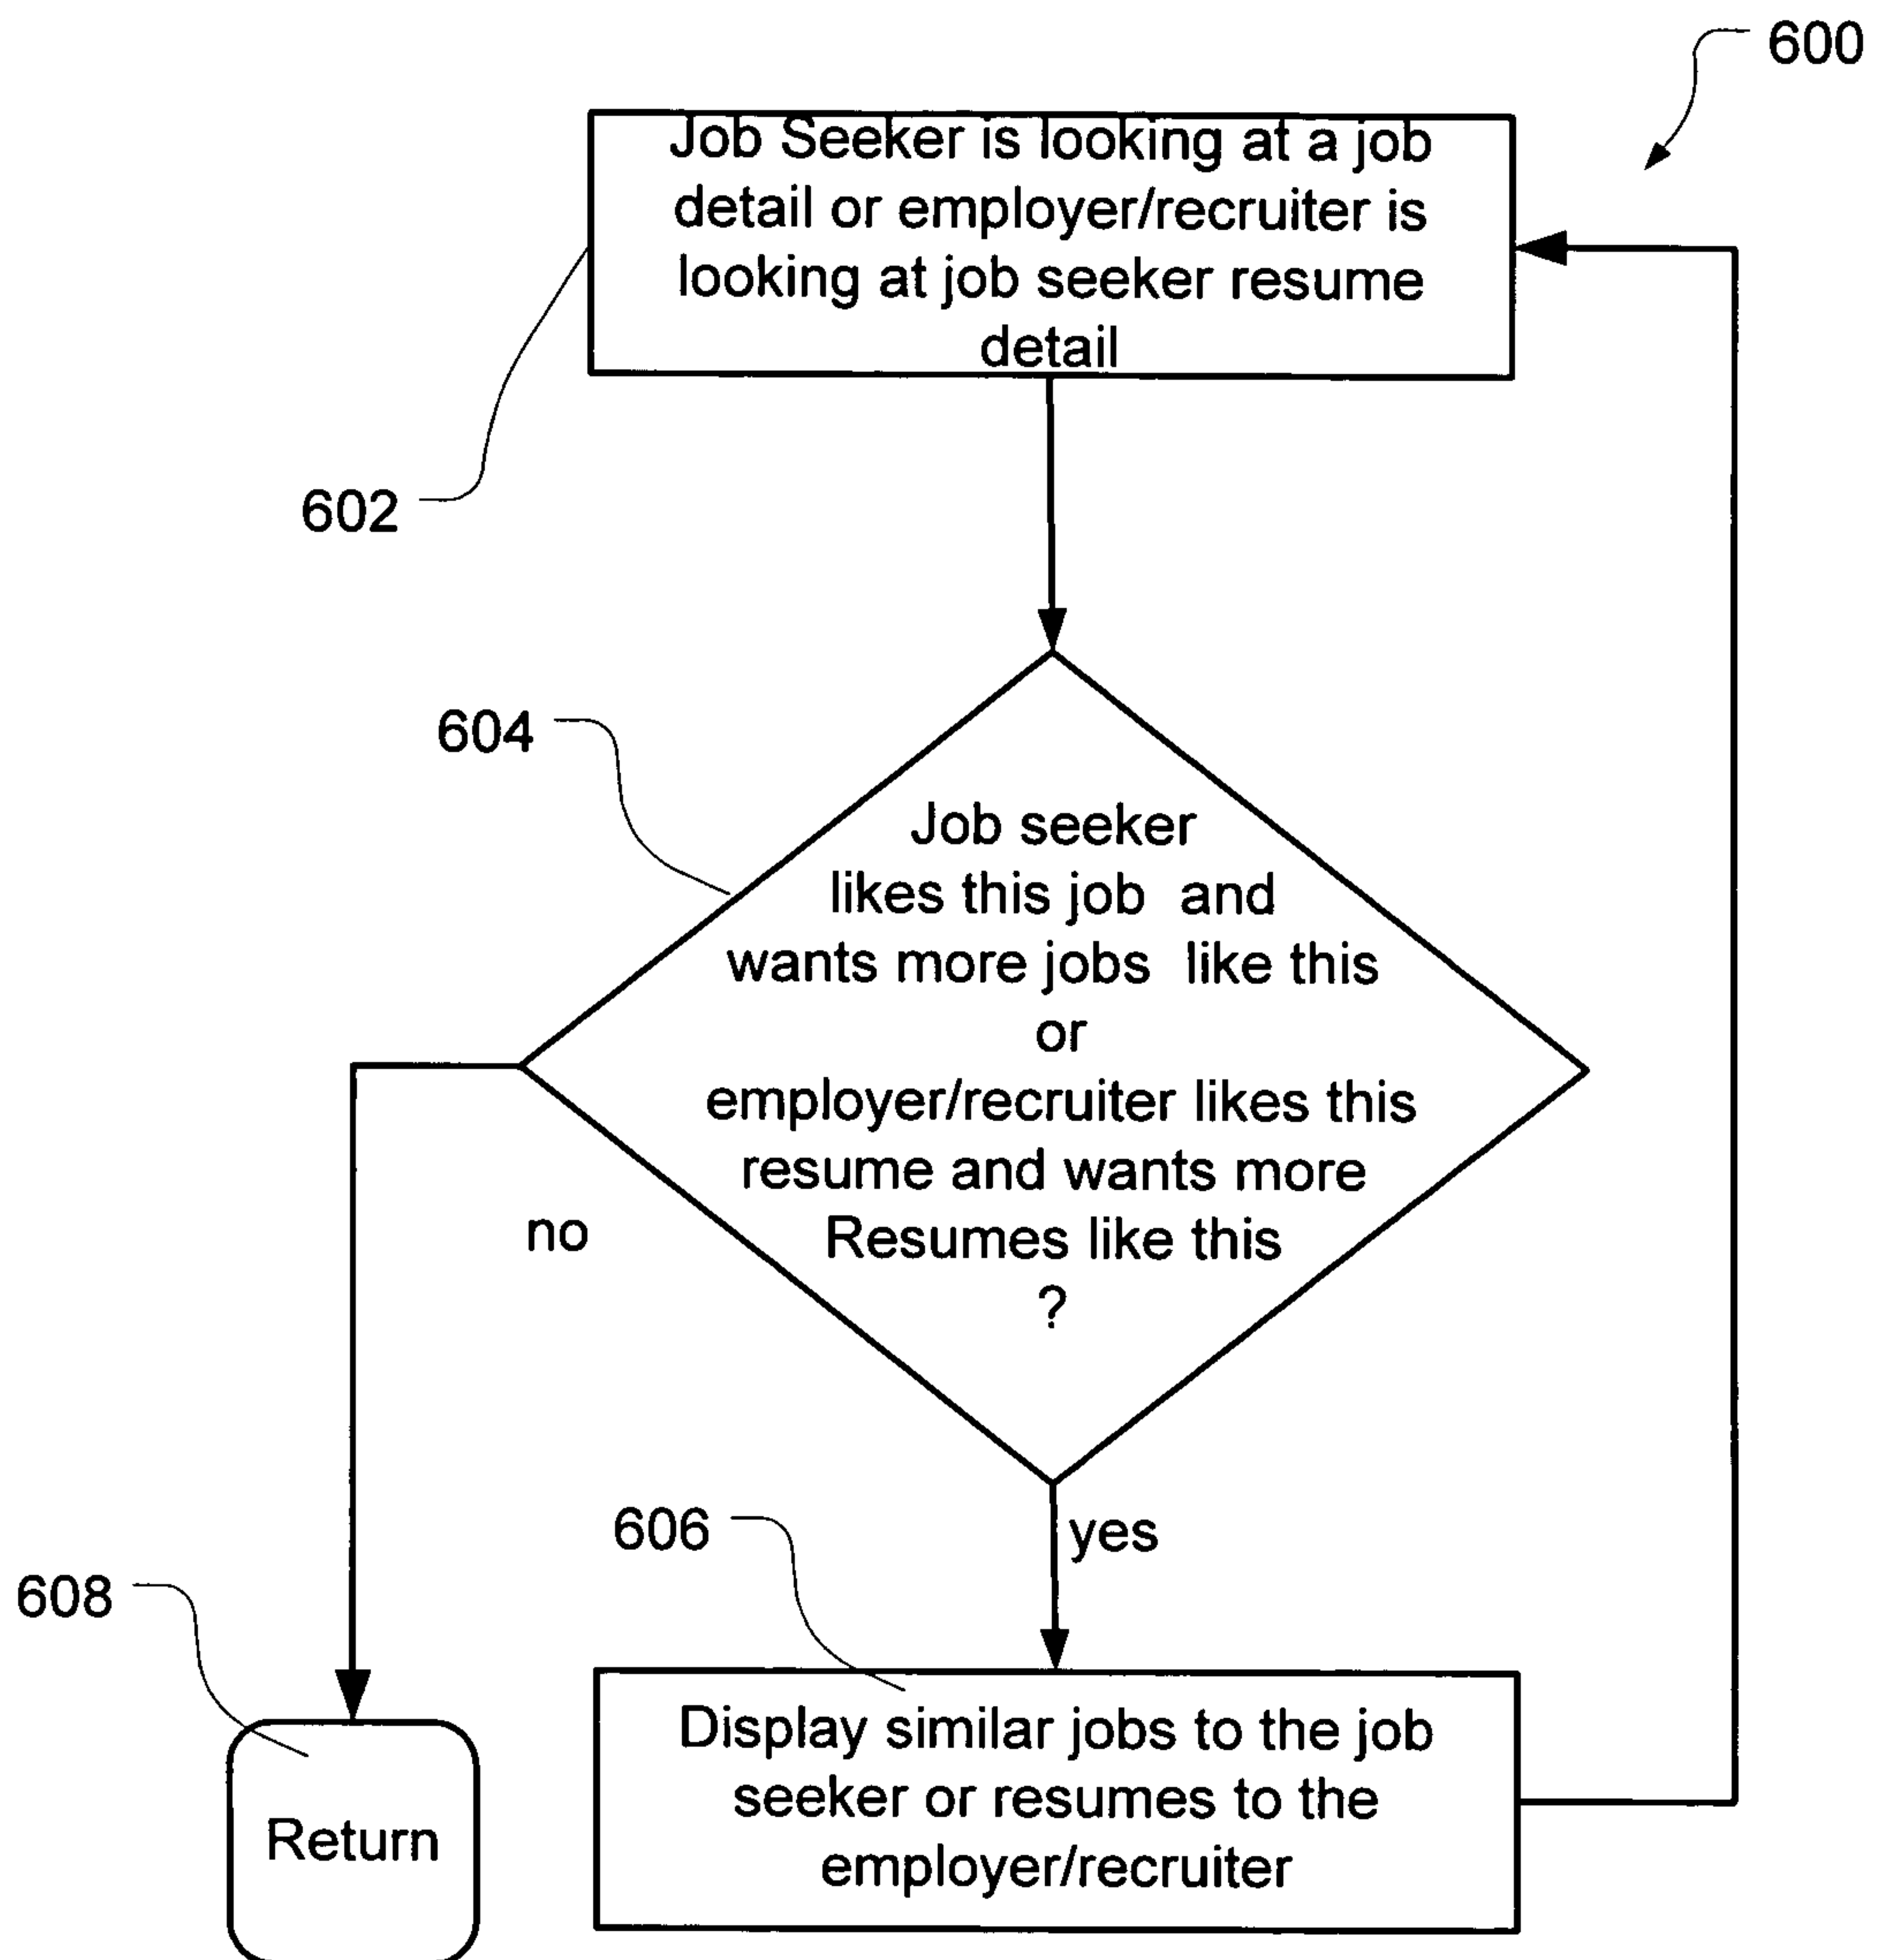 600
Job Seeker is looking at a job
detail or employer/recruiter is
looking at job seeker resume
detail
602
604
Job seeker
likes this job and
wants more jobs like this
or
employer/recruiter likes this
resume and wants more
Resumes like this
?
no
yes
606
608
Display similar jobs to the job
seeker or resumes to the
employer/recruiter
Return